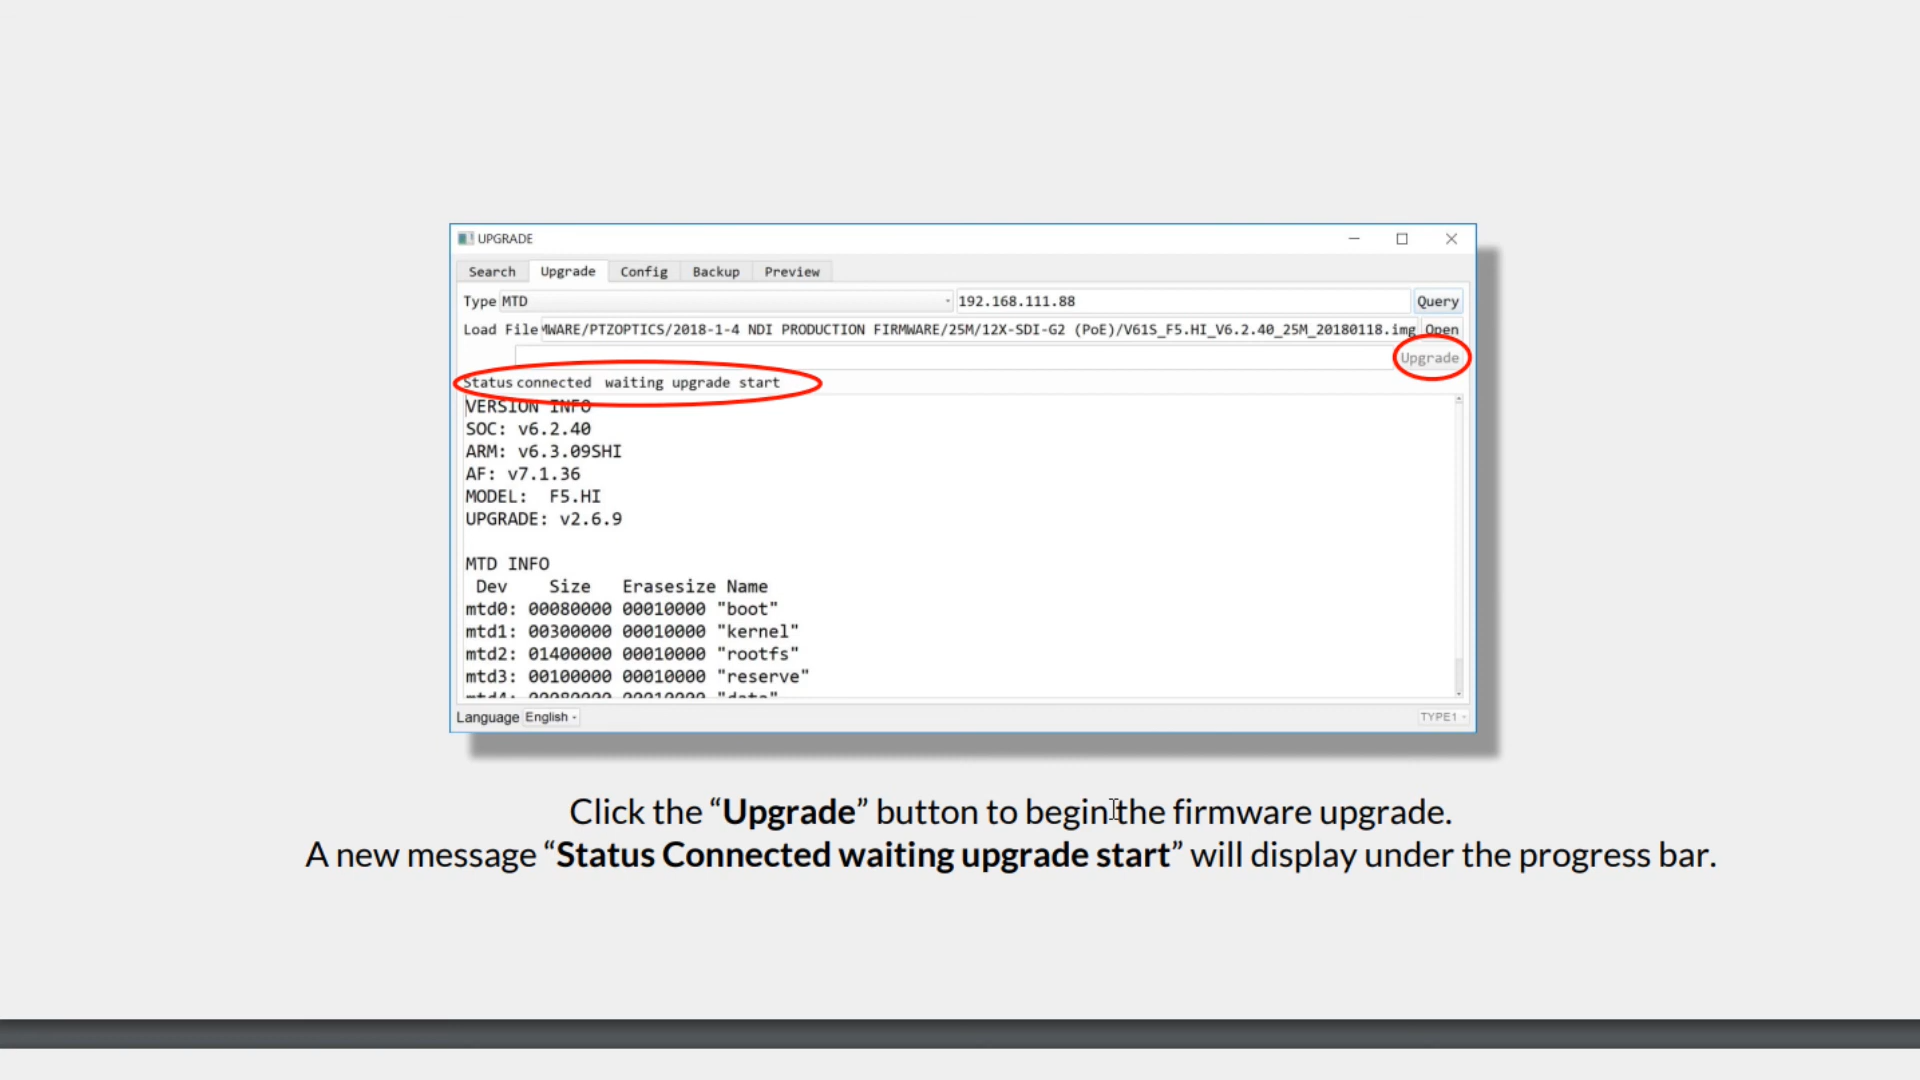 UPGRADE
Search Upgrade Config Backup Preview
Type MTD 192.168.111.88 Query
Load File MWARE/PTZOPTICS/2018-1-4 NDI PRODUCTION FIRMWARE/25M/12X-SDI-G2 (PoE)/V61S_F5.HI_V6.2.40_25M_20180118.img Open
Upgrade
Status connected waiting upgrade start
VERSION INFO
SOC: v6.2.40
ARM: v6.3.09SHI
AF: v7.1.36
MODEL: F5.HI
UPGRADE: v2.6.9
MTD INFO
Dev Size Erasesize Name
mtd0: 00080000 00010000 "boot"
mtd1: 00300000 00010000 "kernel"
mtd2: 01400000 00010000 "rootfs"
mtd3: 00100000 00010000 "reserve"
mtd4: 00080000 00010000 "data"
Language English TYPE1
Click the “Upgrade” button to begin the firmware upgrade.
A new message “Status Connected waiting upgrade start” will display under the progress bar.